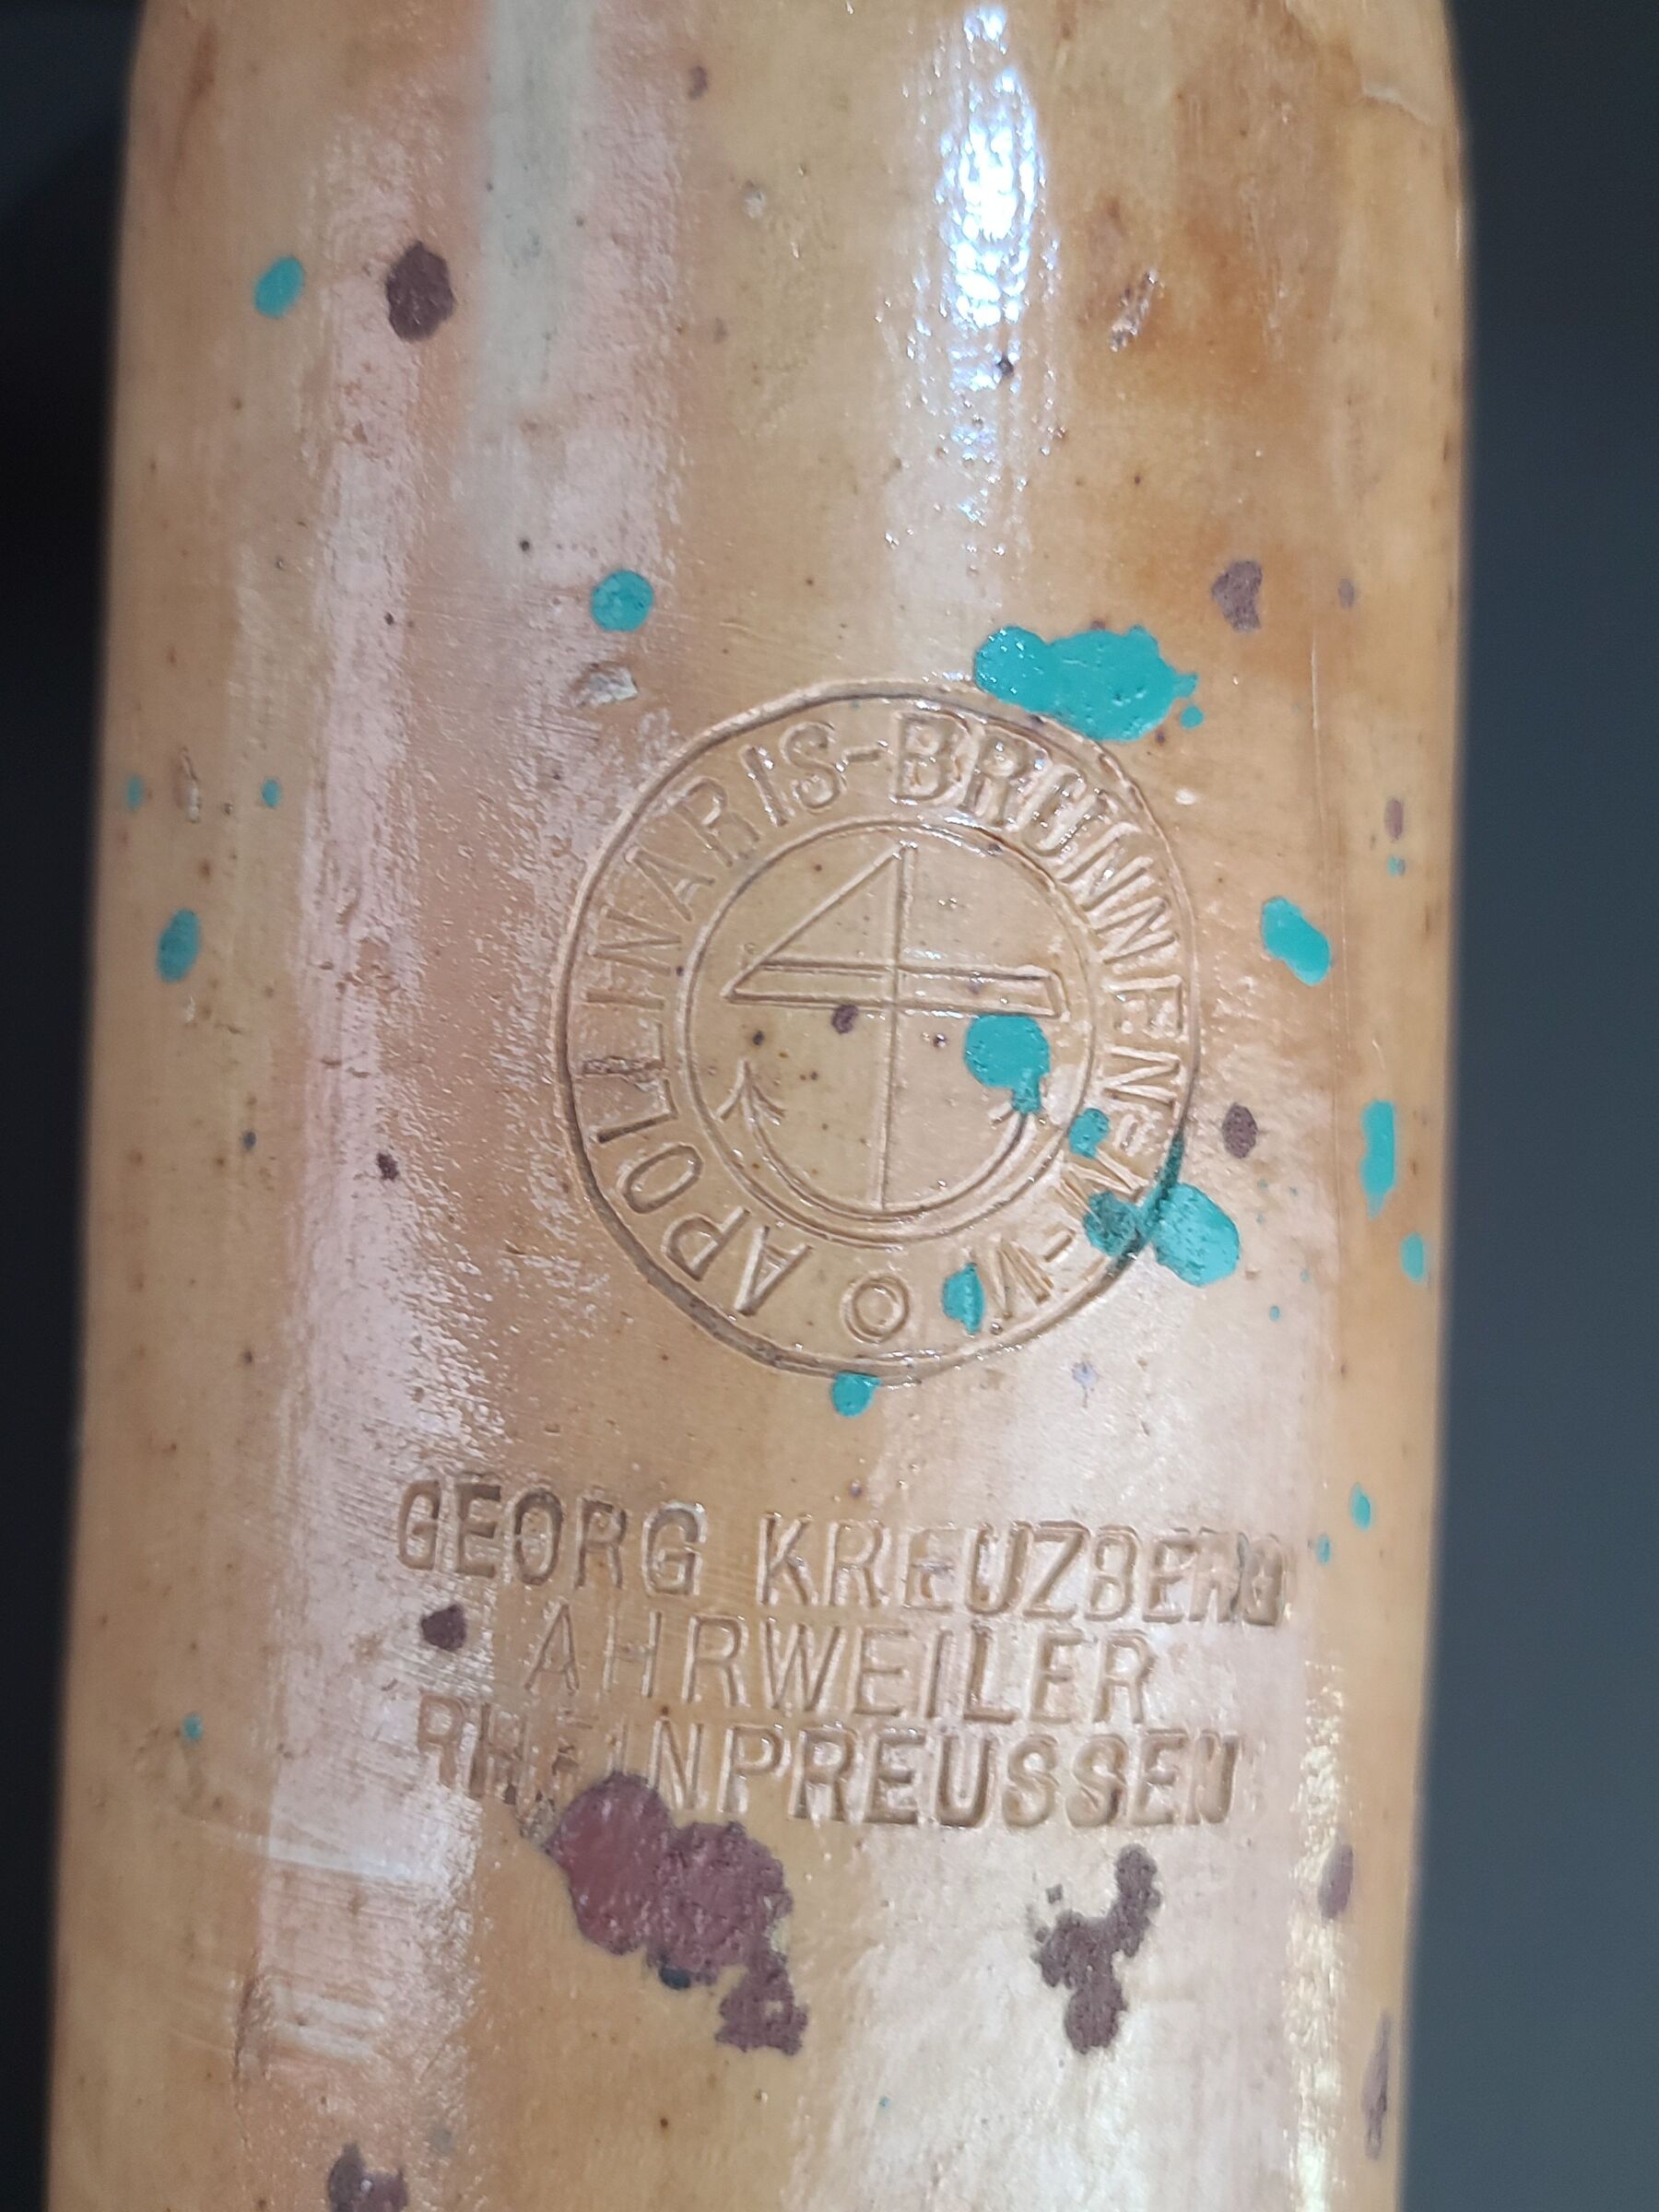 APOLLINARIS-BRUNNEN M-W.
GEORG KREUZBERG
AHRWEILER
RHEINPREUSSEN